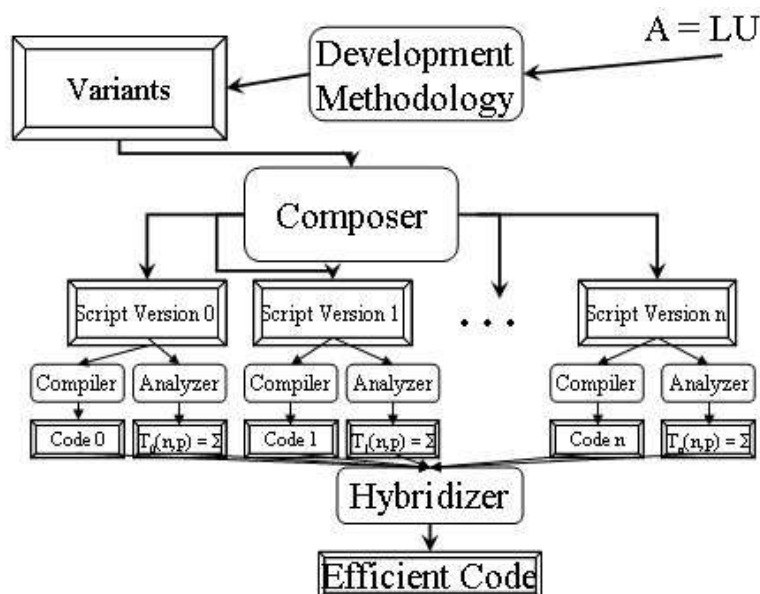 A = LU
Development
Methodology
Variants
Composer
Script Version 0
Script Version 1
. . .
Script Version n
Compiler
Analyzer
Compiler
Analyzer
Compiler
Analyzer
Code 0
T₀(n,p) = Σ
Code 1
T₁(n,p) = Σ
Code n
Tₙ(n,p) = Σ
Hybridizer
Efficient Code